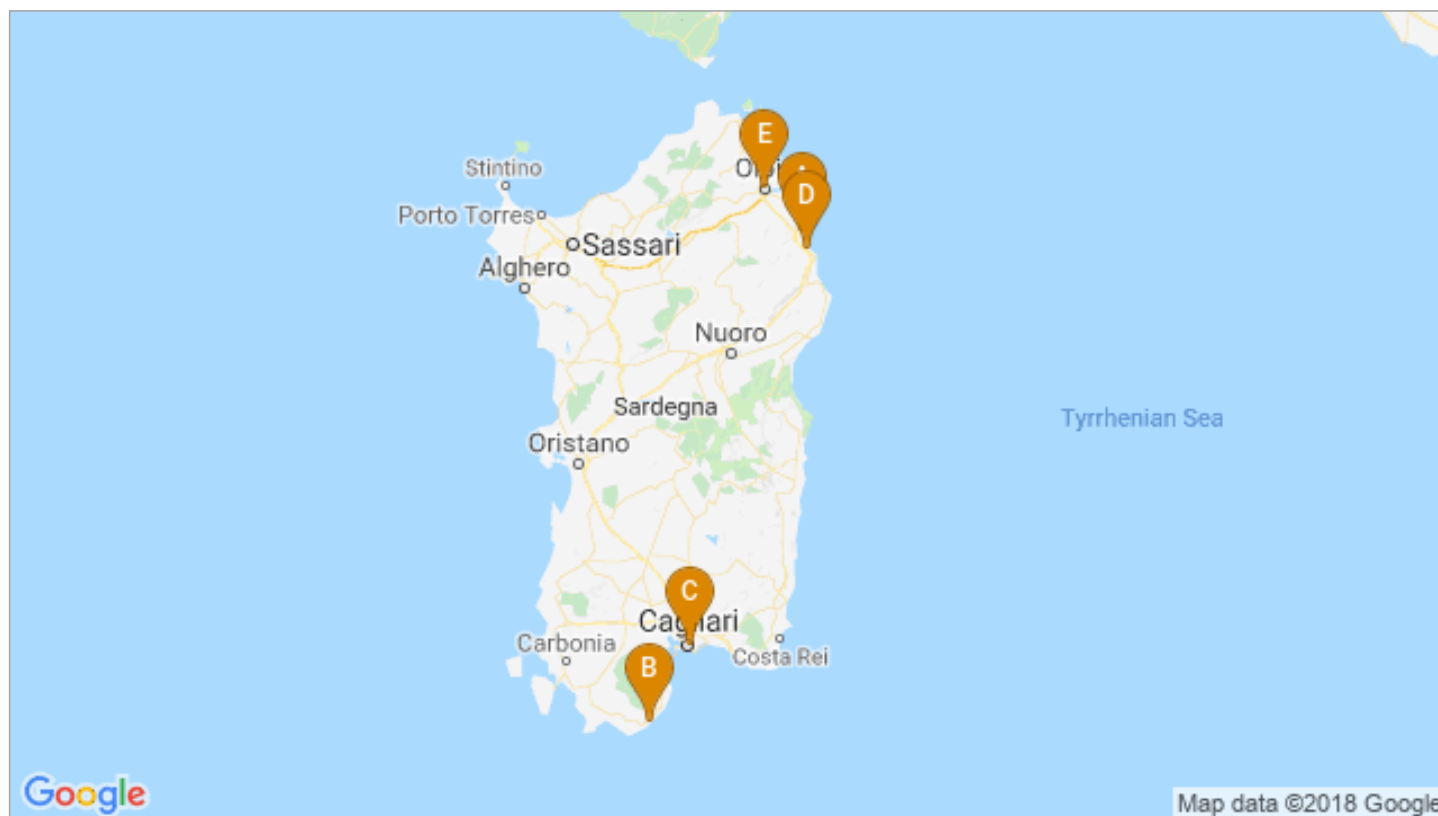 E
Stintino
D
Porto Torres
Sassari
Alghero
Nuoro
Sardegna
Tyrrhenian Sea
Oristano
C
Cagliari
Carbonia
B
Costa Rei
Google
Map data ©2018 Google